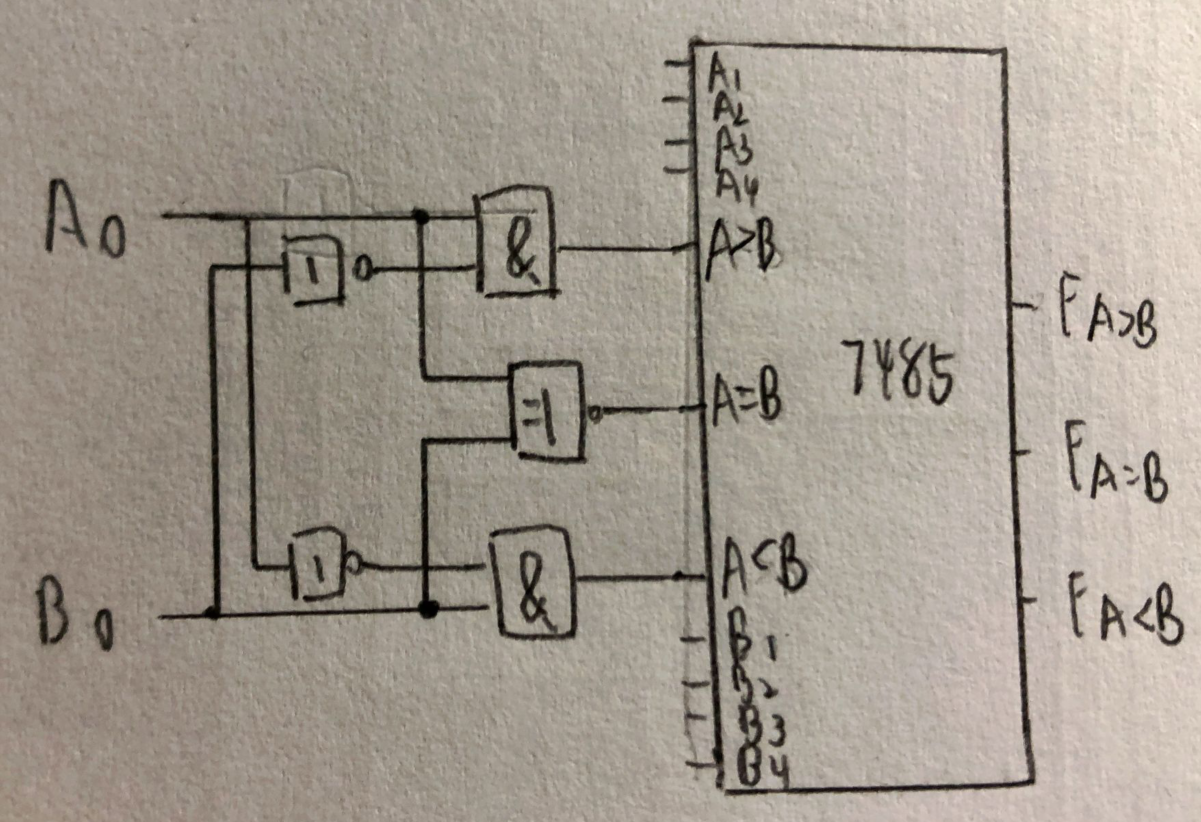 A1
A2
A3
A4
A0
1
&
A>B
FA>B
7485
=1
A=B
FA=B
1
&
A<B
FA<B
B0
B1
B2
B3
B4